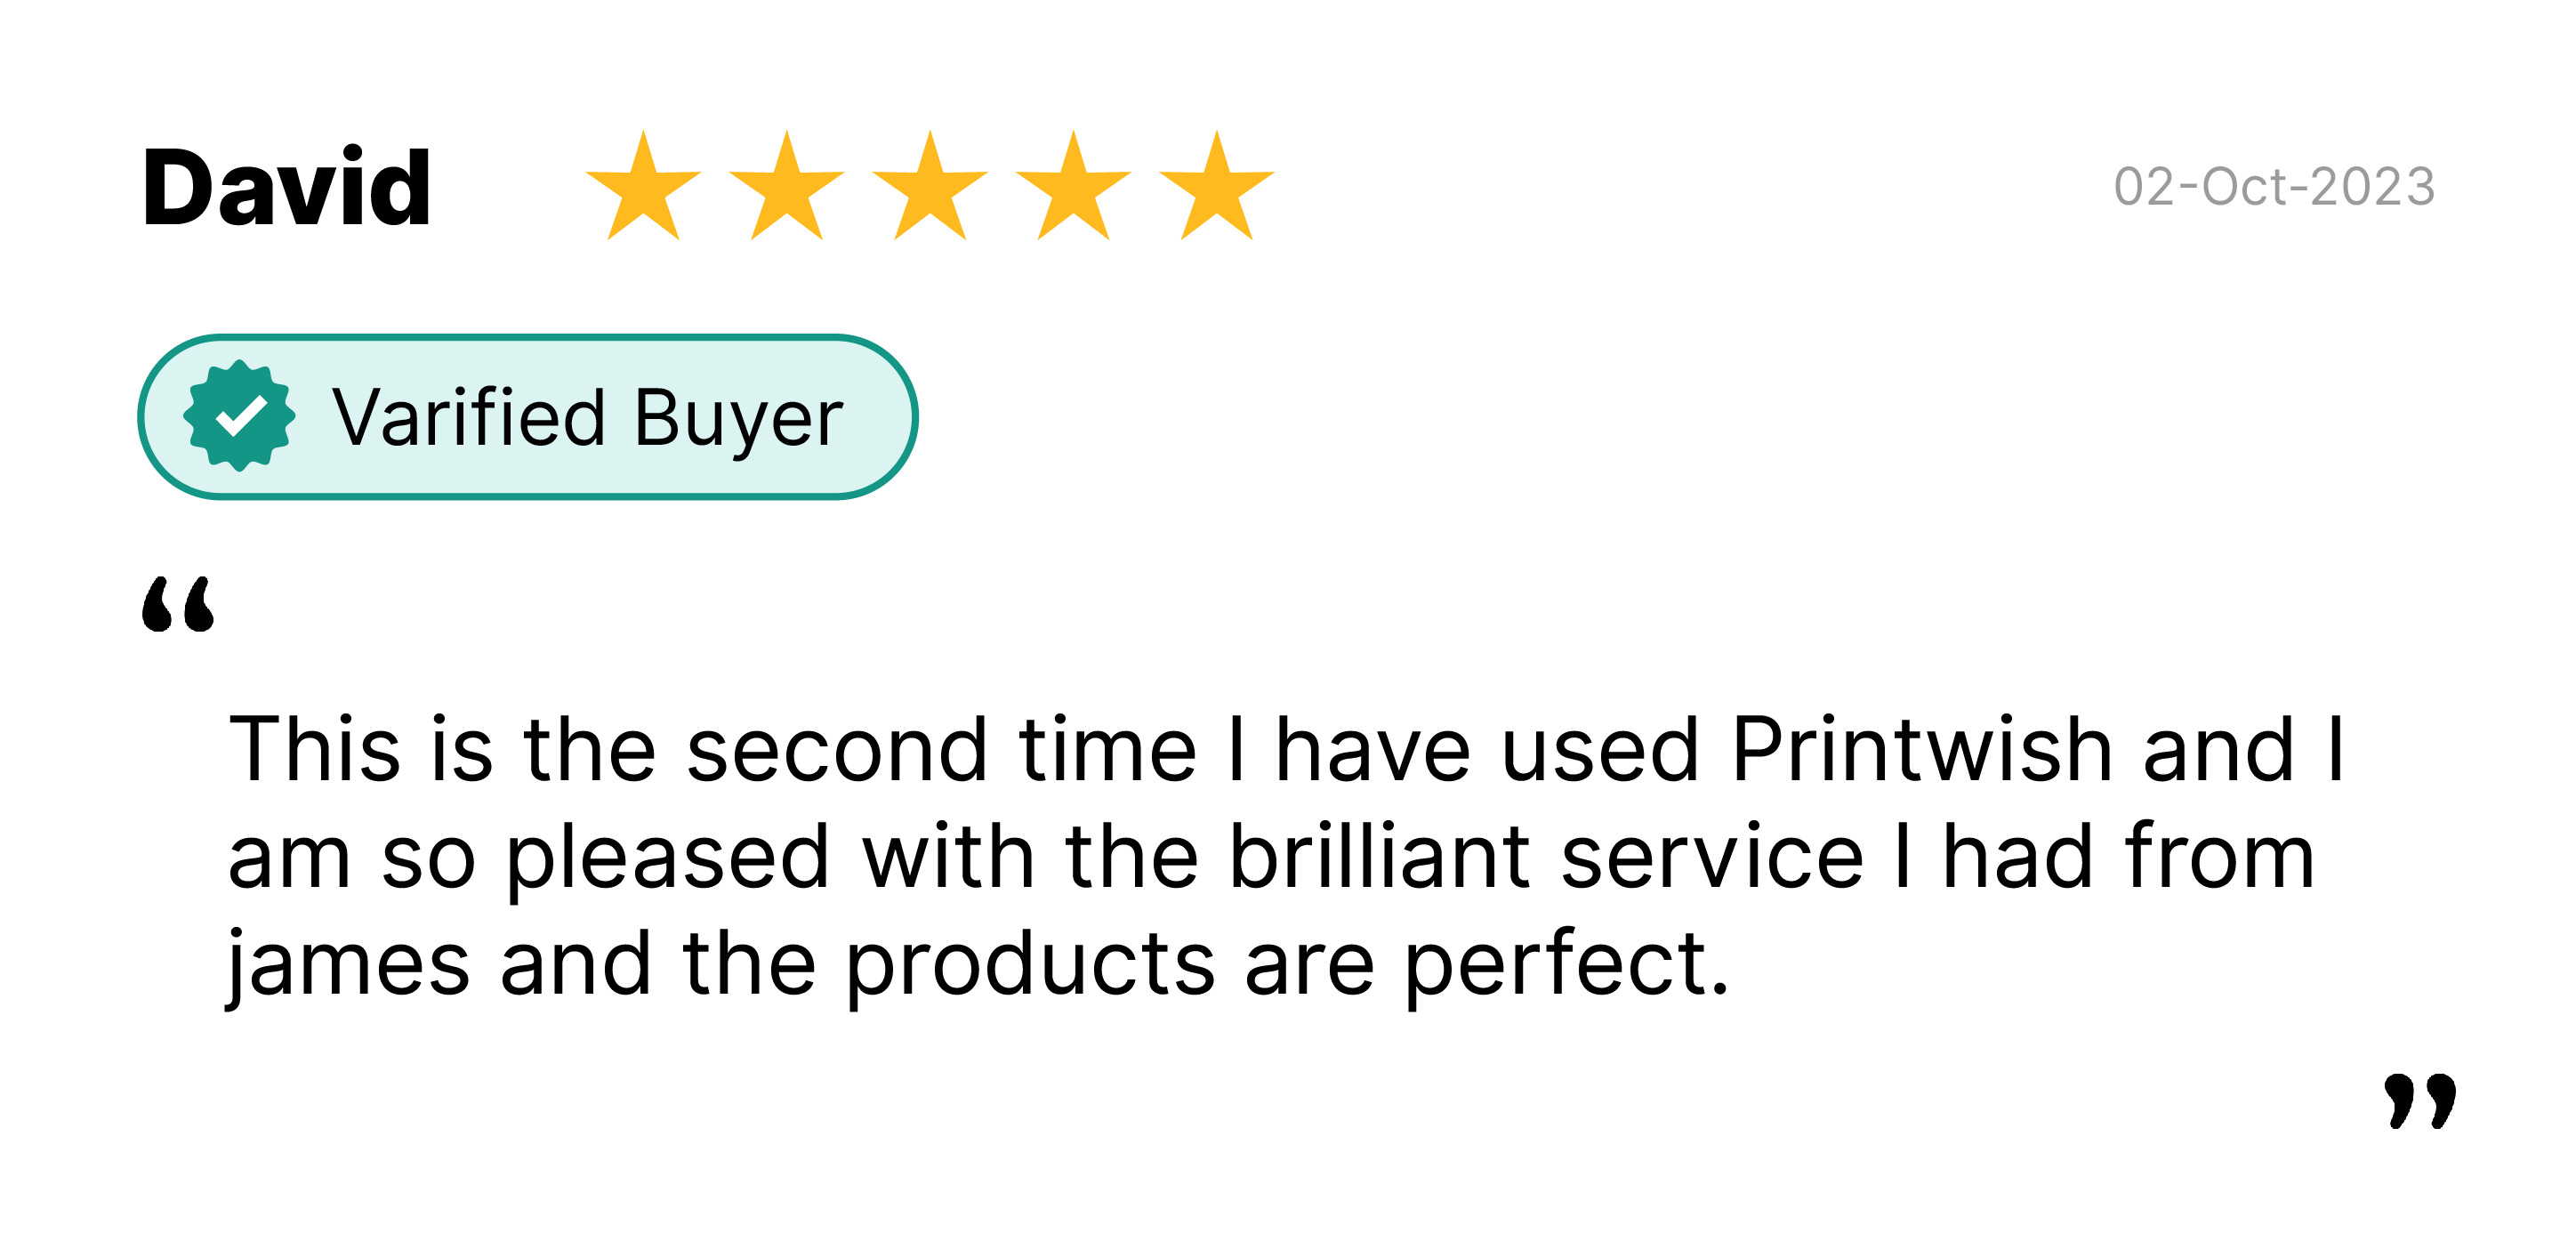 David
02-Oct-2023
Varified Buyer
“
This is the second time I have used Printwish and I
am so pleased with the brilliant service I had from
james and the products are perfect.
”